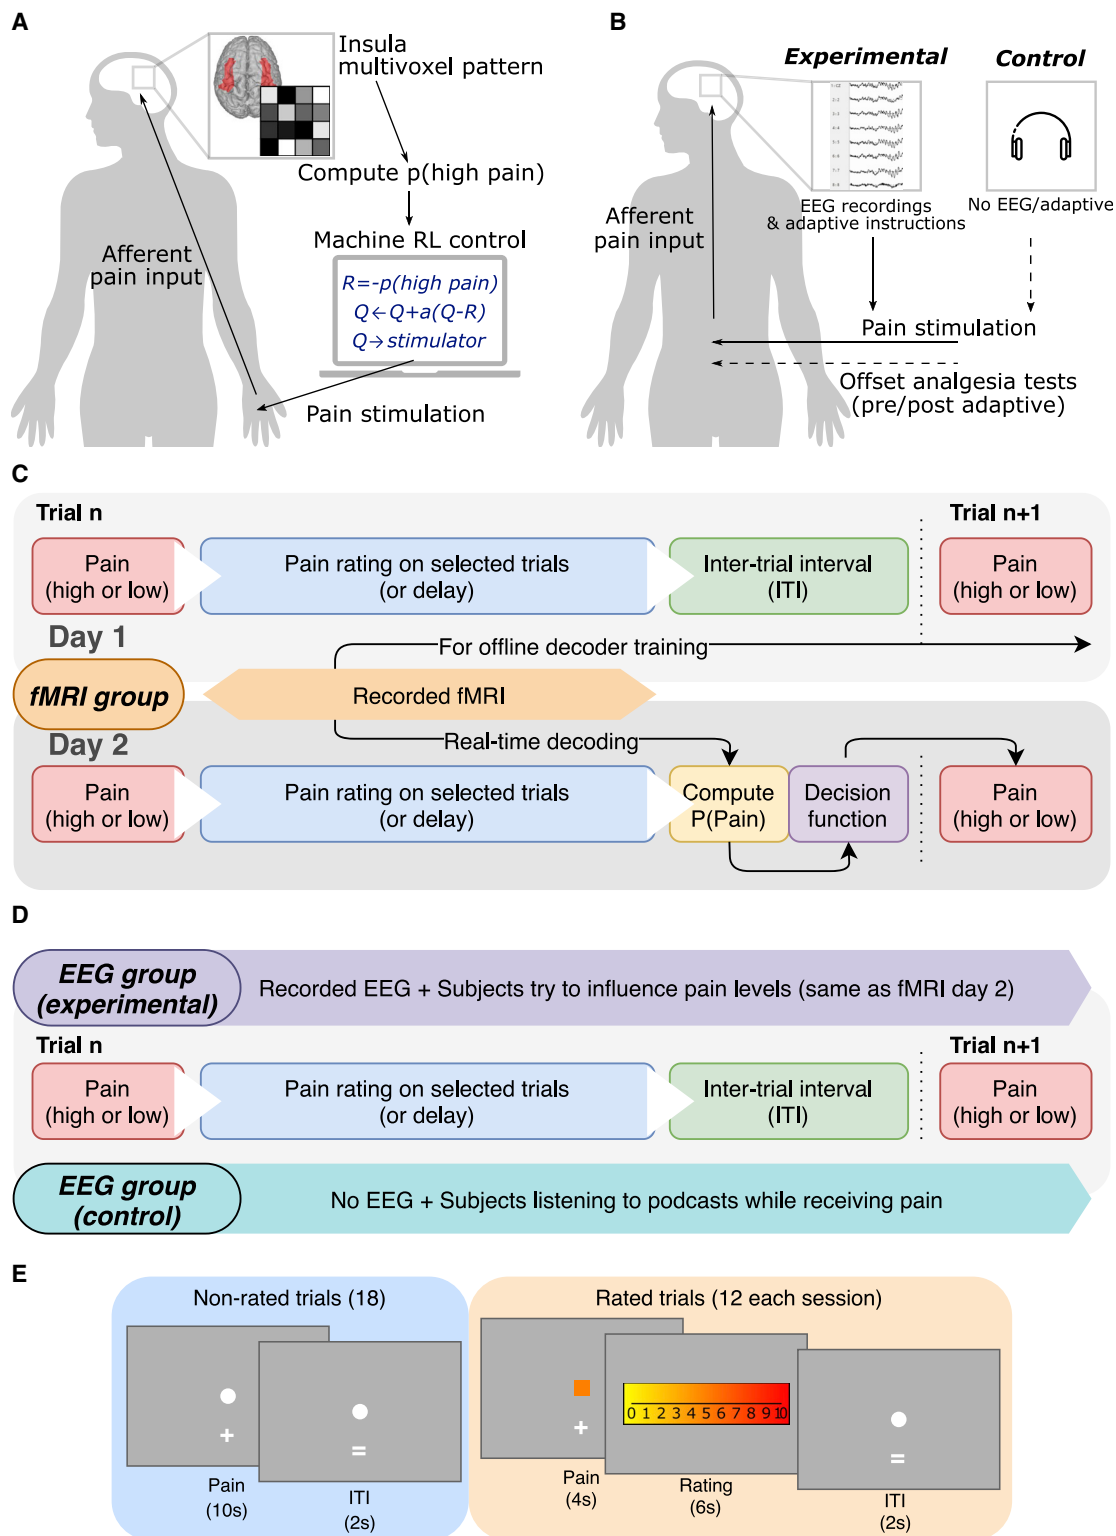 A
Insula
multivoxel pattern
Compute p(high pain)
Machine RL control
R=-p(high pain)
Q←Q+a(Q-R)
Q→stimulator
Afferent
pain input
Pain stimulation
B
Experimental
Control
EEG recordings
& adaptive instructions
No EEG/adaptive
Afferent
pain input
Pain stimulation
Offset analgesia tests
(pre/post adaptive)
C
Trial n
Trial n+1
Pain
(high or low)
Pain rating on selected trials
(or delay)
Inter-trial interval
(ITI)
Pain
(high or low)
Day 1
For offline decoder training
fMRI group
Recorded fMRI
Day 2
Real-time decoding
Pain
(high or low)
Pain rating on selected trials
(or delay)
Compute
P(Pain)
Decision
function
Pain
(high or low)
D
EEG group
(experimental)
Recorded EEG + Subjects try to influence pain levels (same as fMRI day 2)
Trial n
Trial n+1
Pain
(high or low)
Pain rating on selected trials
(or delay)
Inter-trial interval
(ITI)
Pain
(high or low)
EEG group
(control)
No EEG + Subjects listening to podcasts while receiving pain
E
Non-rated trials (18)
+
=
Pain
(10s)
ITI
(2s)
Rated trials (12 each session)
+
0 1 2 3 4 5 6 7 8 9 10
=
Pain
(4s)
Rating
(6s)
ITI
(2s)